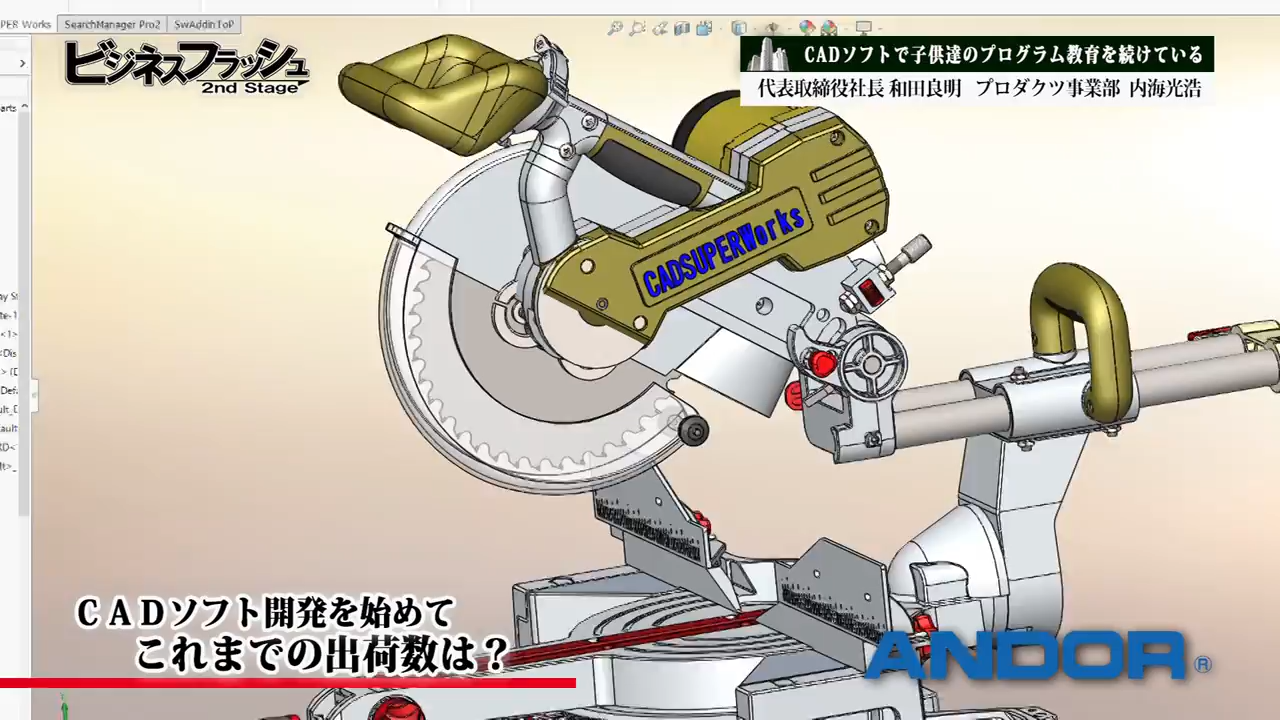 PER Works
SearchManager Pro2
SwAddinToP
ビジネスフラッシュ
2nd Stage
CADソフトで子供達のプログラム教育を続けている
代表取締役社長 和田良明 プロダクツ事業部 内海光浩
CADSUPERWorks
CADソフト開発を始めて
これまでの出荷数は？
ANDOR®